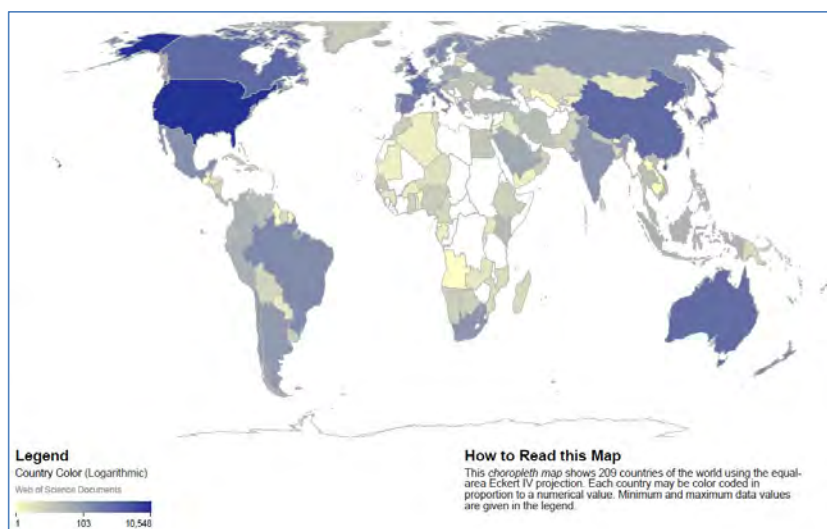 Legend
Country Color (Logarithmic)
Web of Science Documents
1 103 10,548
How to Read this Map
This choropleth map shows 209 countries of the world using the equal-
area Eckert IV projection. Each country may be color coded in
proportion to a numerical value. Minimum and maximum data values
are given in the legend.